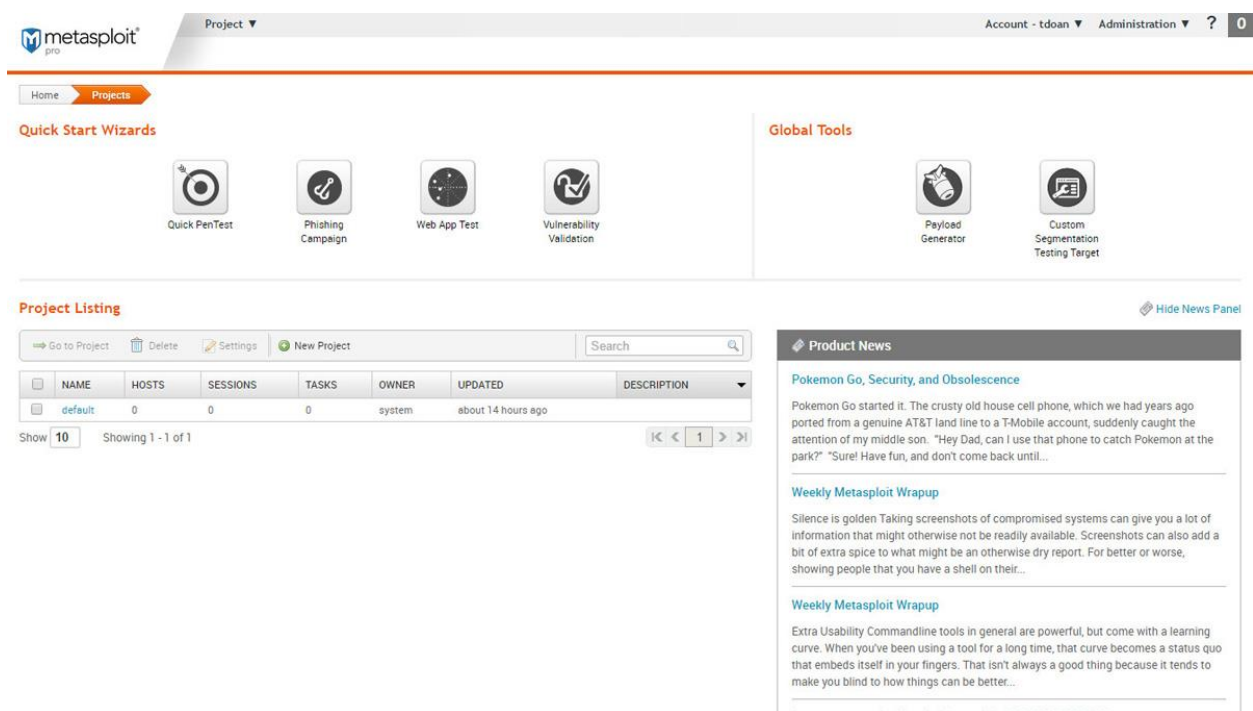 metasploit®
pro
Project ▼
Account - tdoan ▼ Administration ▼ ? 0
Home Projects
Quick Start Wizards
Global Tools
Quick PenTest
Phishing
Campaign
Web App Test
Vulnerability
Validation
Payload
Generator
Custom
Segmentation
Testing Target
Project Listing
Hide News Panel
Go to Project Delete Settings New Project Search
NAME HOSTS SESSIONS TASKS OWNER UPDATED DESCRIPTION
default 0 0 0 system about 14 hours ago
Show 10 Showing 1 - 1 of 1
1
Product News
Pokemon Go, Security, and Obsolescence
Pokemon Go started it. The crusty old house cell phone, which we had years ago
ported from a genuine AT&T land line to a T-Mobile account, suddenly caught the
attention of my middle son. "Hey Dad, can I use that phone to catch Pokemon at the
park?" "Sure! Have fun, and don't come back until...
Weekly Metasploit Wrapup
Silence is golden Taking screenshots of compromised systems can give you a lot of
information that might otherwise not be readily available. Screenshots can also add a
bit of extra spice to what might be an otherwise dry report. For better or worse,
showing people that you have a shell on their...
Weekly Metasploit Wrapup
Extra Usability Commandline tools in general are powerful, but come with a learning
curve. When you've been using a tool for a long time, that curve becomes a status quo
that embeds itself in your fingers. That isn't always a good thing because it tends to
make you blind to how things can be better...